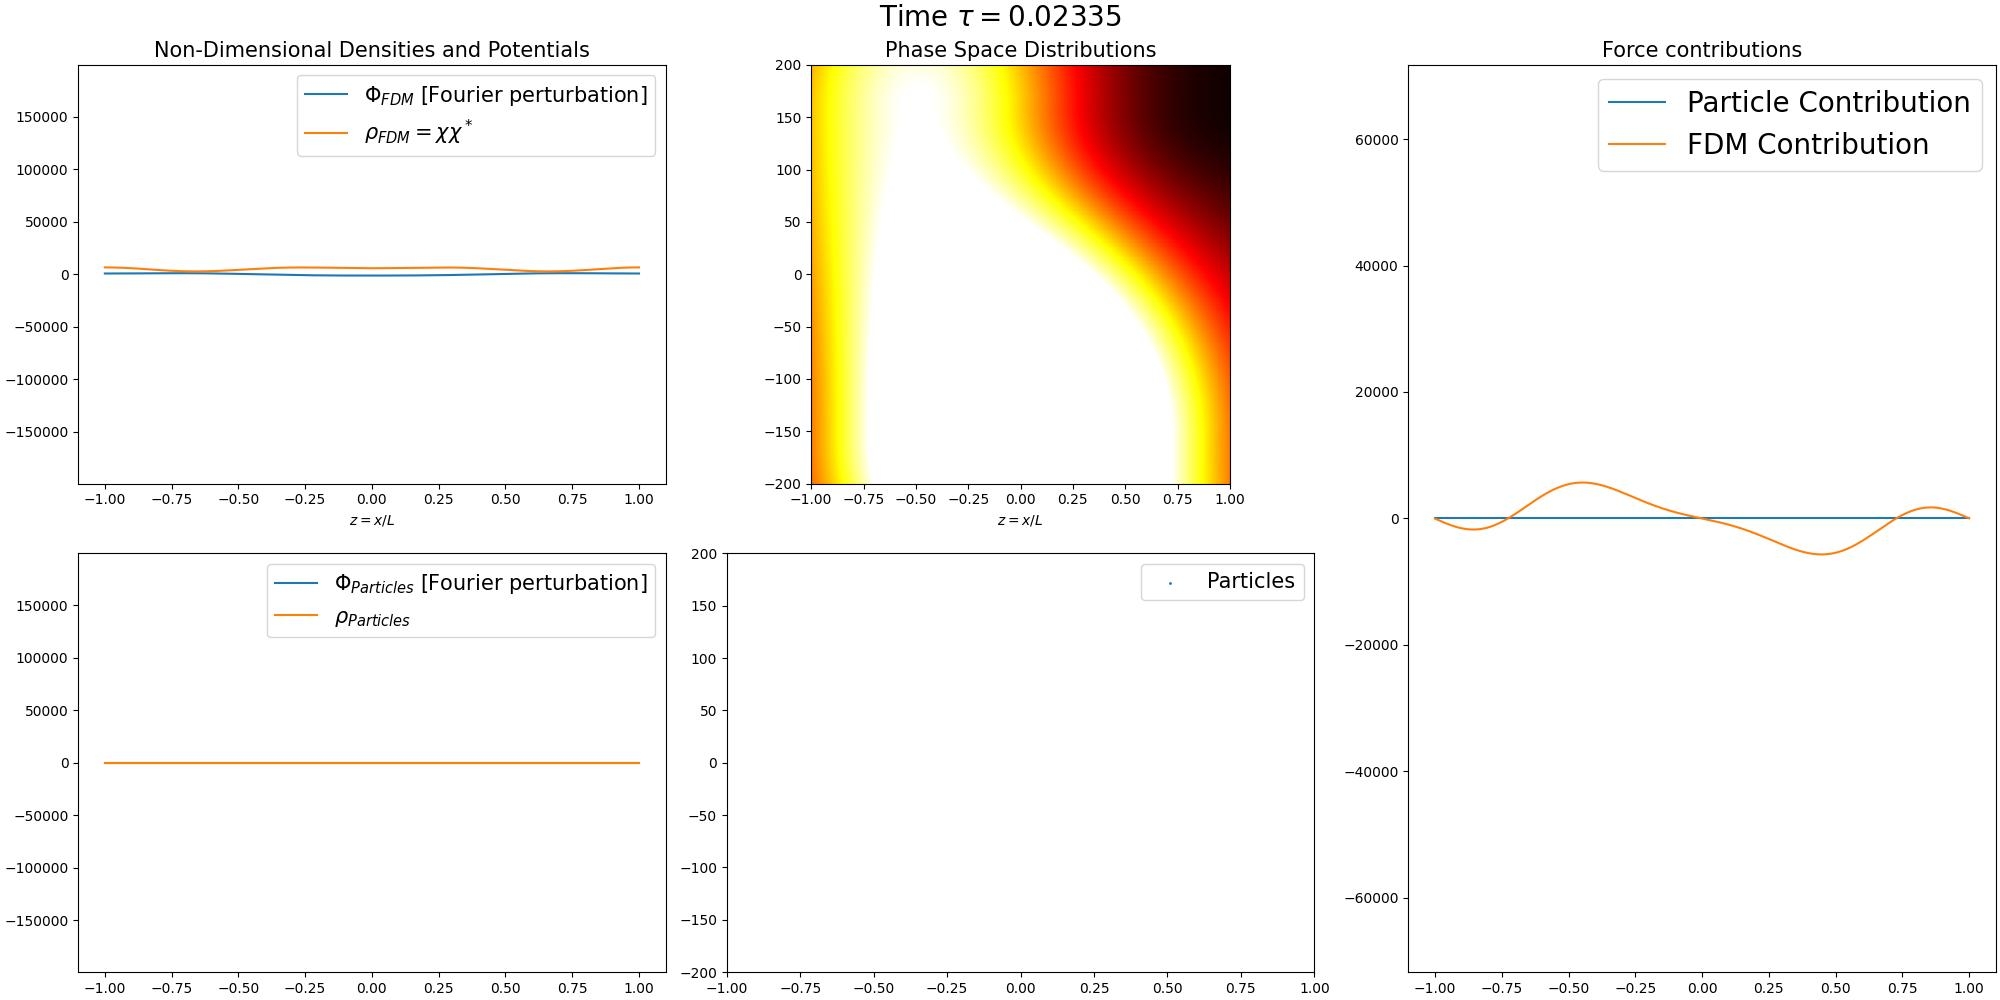 Time τ = 0.02335
Non-Dimensional Densities and Potentials
Φ_FDM [Fourier perturbation]
ρ_FDM = χχ*
150000
100000
50000
0
−50000
−100000
−150000
−1.00 −0.75 −0.50 −0.25 0.00 0.25 0.50 0.75 1.00
z = x/L
Phase Space Distributions
200
150
100
50
0
−50
−100
−150
−200
−1.00 −0.75 −0.50 −0.25 0.00 0.25 0.50 0.75 1.00
z = x/L
Force contributions
Particle Contribution
FDM Contribution
60000
40000
20000
0
−20000
−40000
−60000
−1.00 −0.75 −0.50 −0.25 0.00 0.25 0.50 0.75 1.00
Φ_Particles [Fourier perturbation]
ρ_Particles
150000
100000
50000
0
−50000
−100000
−150000
−1.00 −0.75 −0.50 −0.25 0.00 0.25 0.50 0.75 1.00
Particles
200
150
100
50
0
−50
−100
−150
−200
−1.00 −0.75 −0.50 −0.25 0.00 0.25 0.50 0.75 1.00